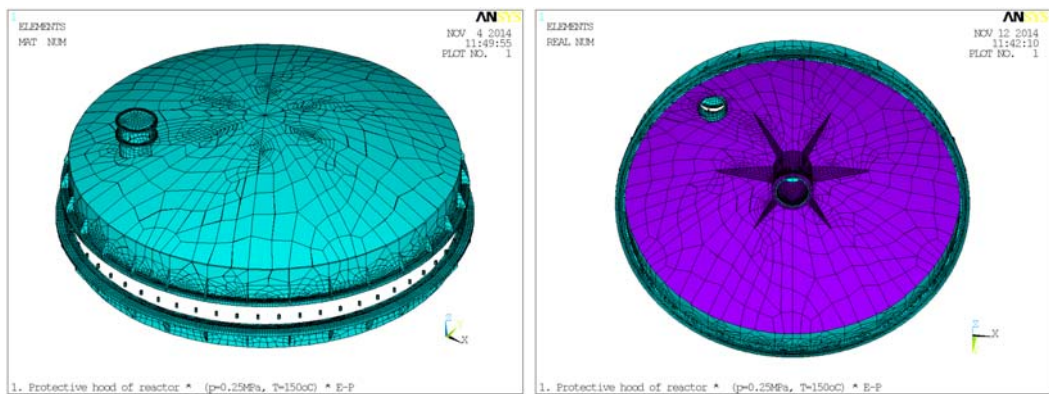 1
ELEMENTS
MAT NUM
ANSYS
NOV 4 2014
11:49:55
PLOT NO. 1
Z
X
1. Protective hood of reactor * (p=0.25MPa, T=150oC) * E-P
1
ELEMENTS
REAL NUM
ANSYS
NOV 12 2014
11:42:10
PLOT NO. 1
Z
X
1. Protective hood of reactor * (p=0.25MPa, T=150oC) * E-P